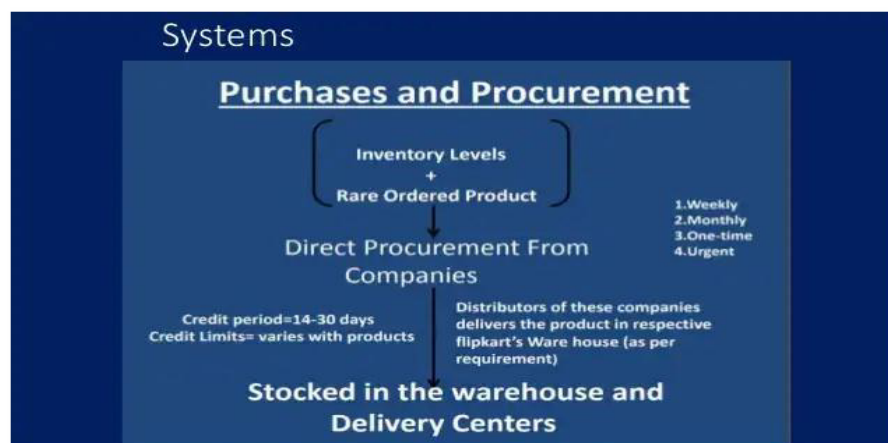 Systems
Purchases and Procurement
Inventory Levels
+
Rare Ordered Product
1.Weekly
2.Monthly
3.One-time
4.Urgent
Direct Procurement From
Companies
Credit period=14-30 days
Credit Limits= varies with products
Distributors of these companies
delivers the product in respective
flipkart's Ware house (as per
requirement)
Stocked in the warehouse and
Delivery Centers